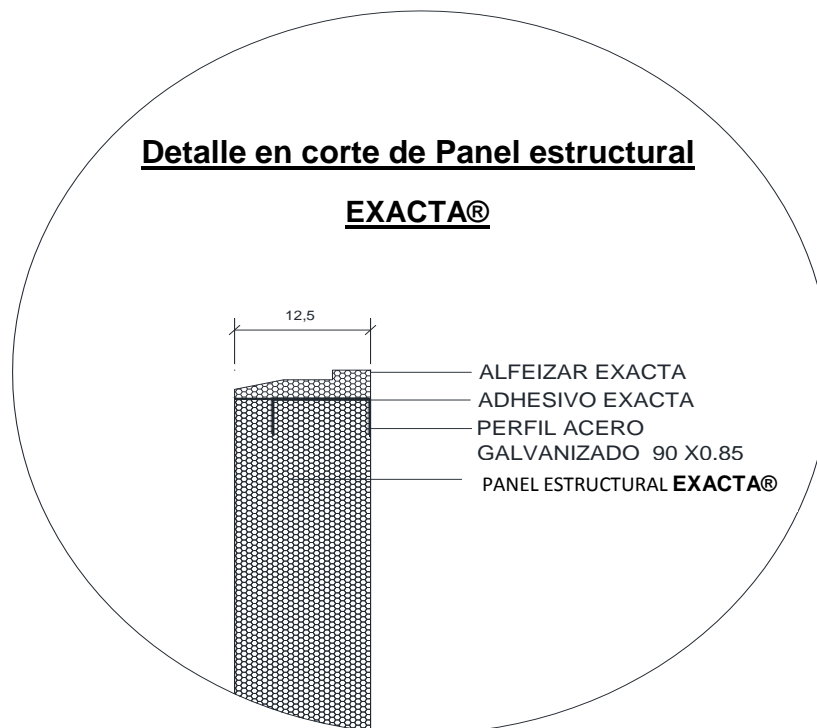 Detalle en corte de Panel estructural
EXACTA®
12,5
ALFEIZAR EXACTA
ADHESIVO EXACTA
PERFIL ACERO
GALVANIZADO 90 X0.85
PANEL ESTRUCTURAL EXACTA®